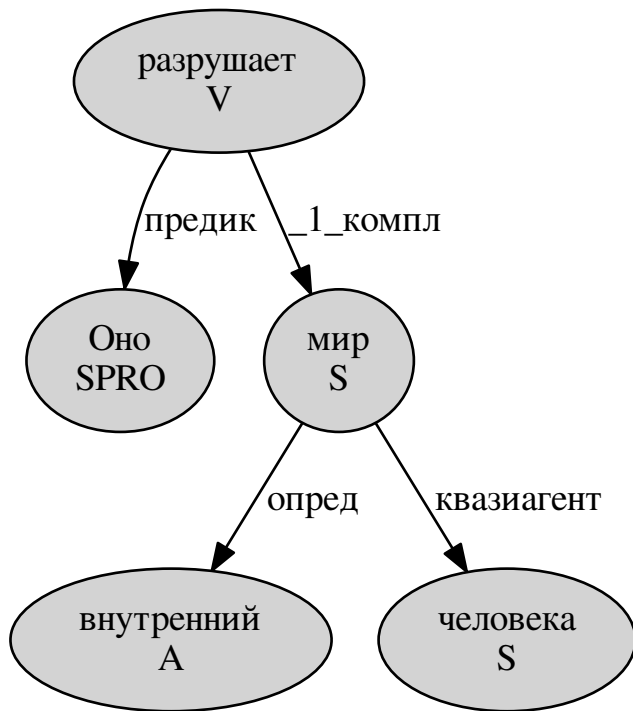 разрушает
V
предик
_1_компл
Оно
SPRO
мир
S
опред
квазиагент
внутренний
A
человека
S